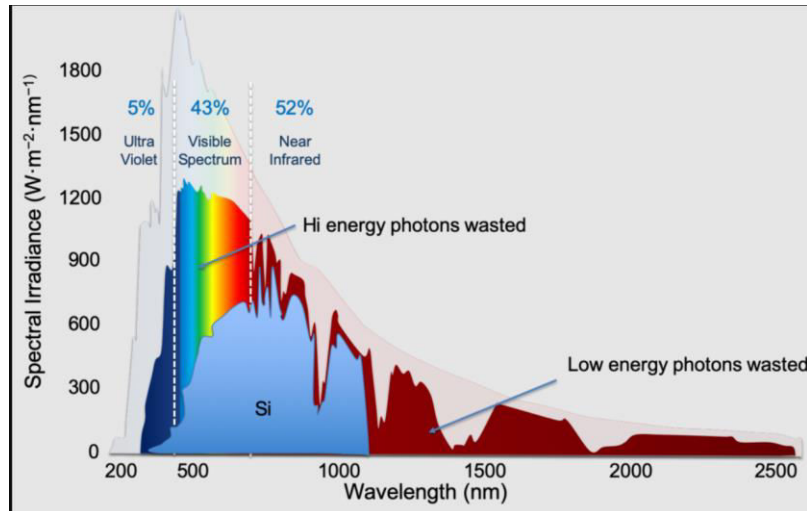 1800
1500
1200
900
600
300
0
Spectral Irradiance (W·m⁻²·nm⁻¹)
5%
43%
52%
Ultra
Violet
Visible
Spectrum
Near
Infrared
Hi energy photons wasted
Low energy photons wasted
Si
200
500
1000
1500
2000
2500
Wavelength (nm)